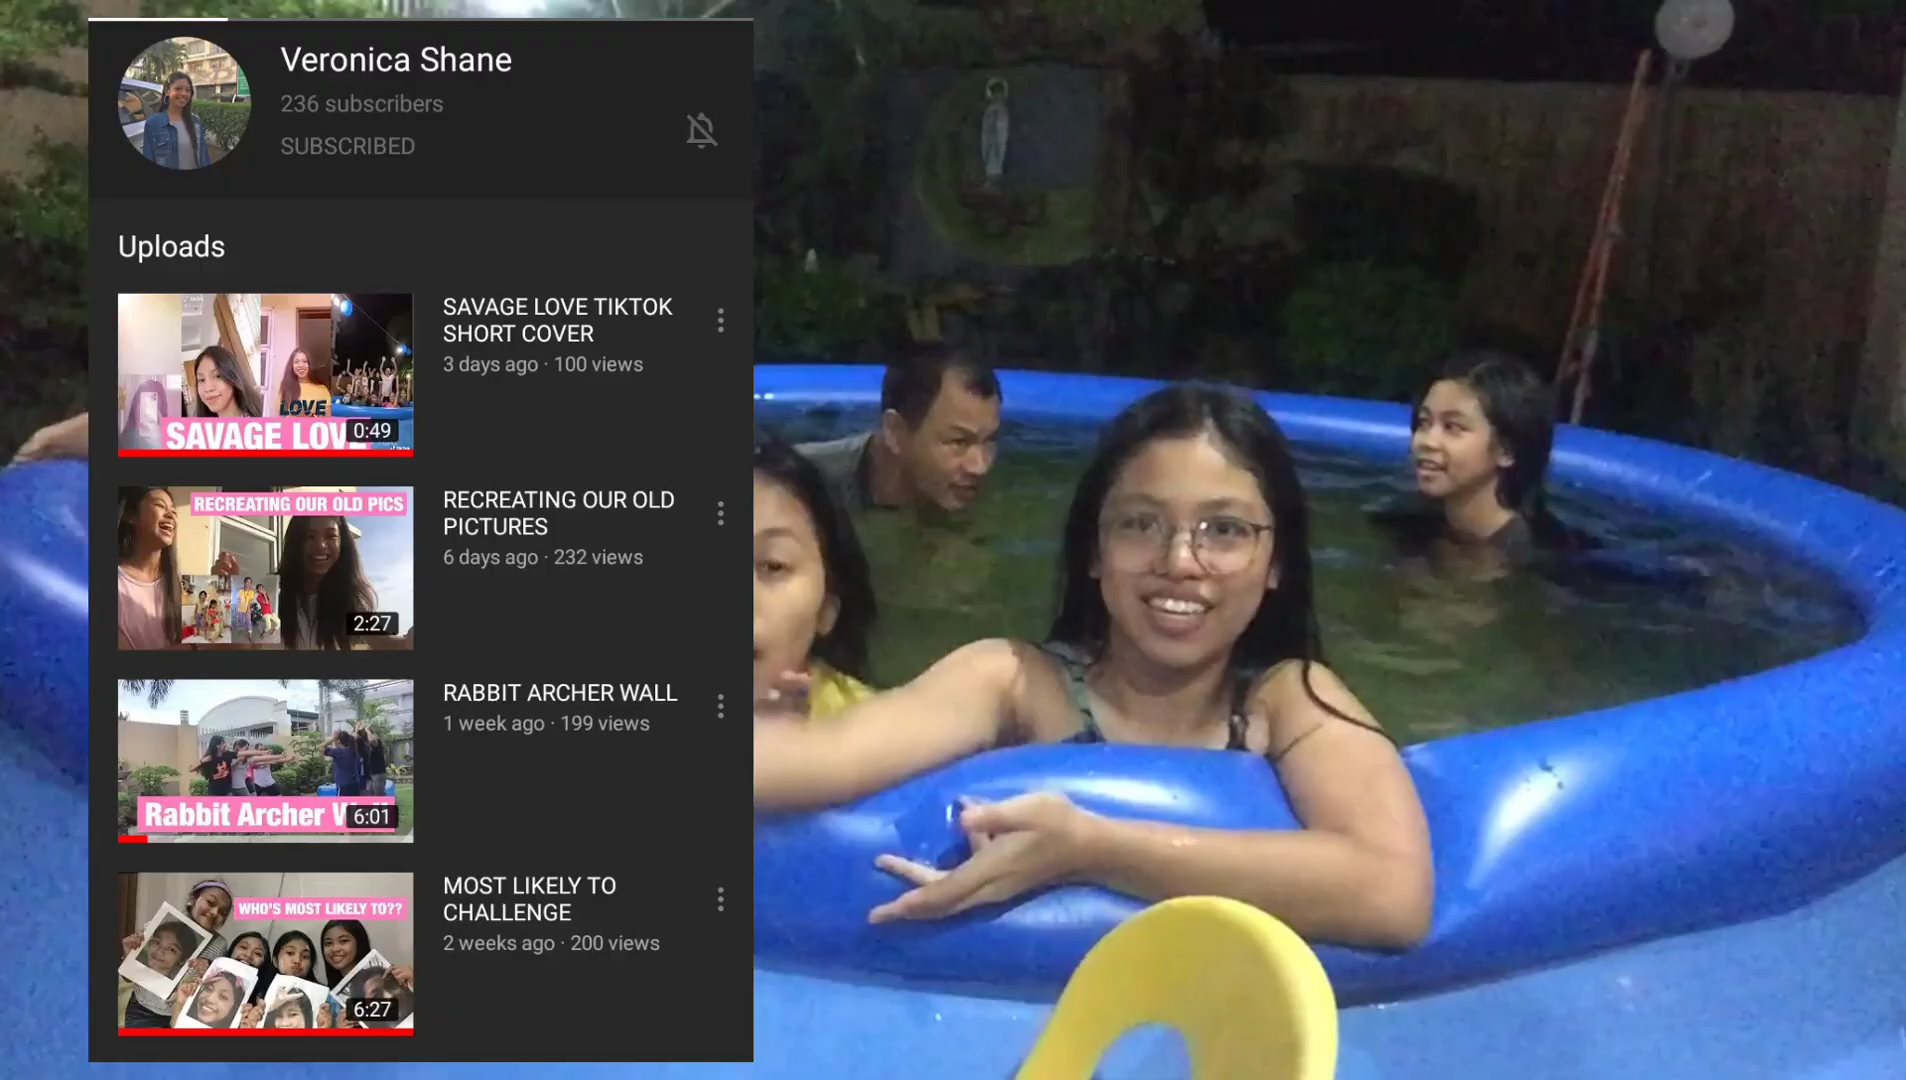 Veronica Shane
236 subscribers
SUBSCRIBED
Uploads
SAVAGE LOVE TIKTOK
SHORT COVER
3 days ago · 100 views
LOVE
SAVAGE LOVE
0:49
RECREATING OUR OLD PICS
RECREATING OUR OLD
PICTURES
6 days ago · 232 views
2:27
RABBIT ARCHER WALL
1 week ago · 199 views
Rabbit Archer Wall
6:01
WHO'S MOST LIKELY TO??
MOST LIKELY TO
CHALLENGE
2 weeks ago · 200 views
6:27